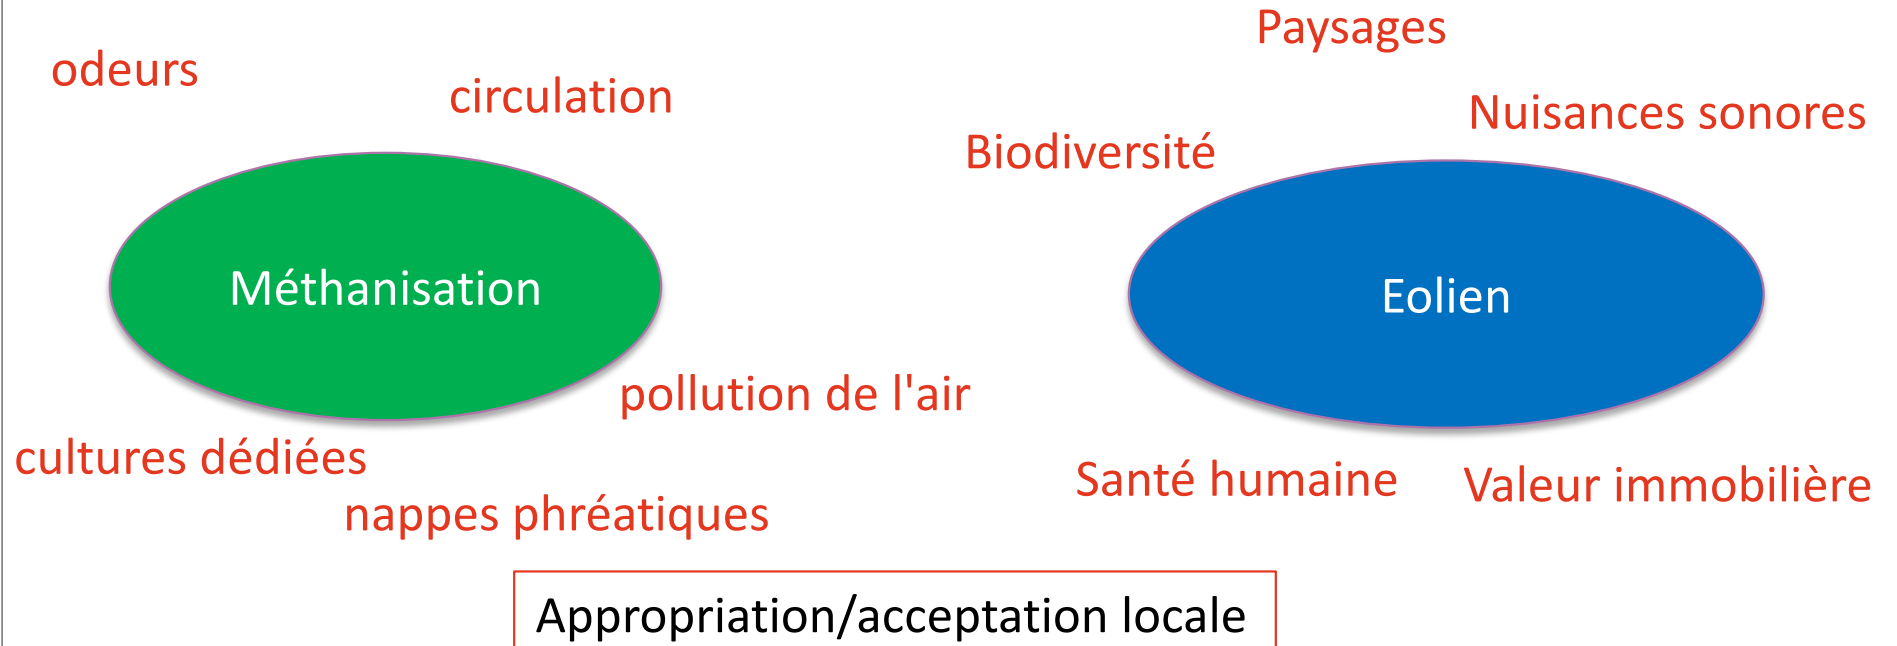 Paysages
odeurs
circulation
Nuisances sonores
Biodiversité
Méthanisation
Eolien
pollution de l'air
cultures dédiées
Santé humaine
Valeur immobilière
nappes phréatiques
Appropriation/acceptation locale